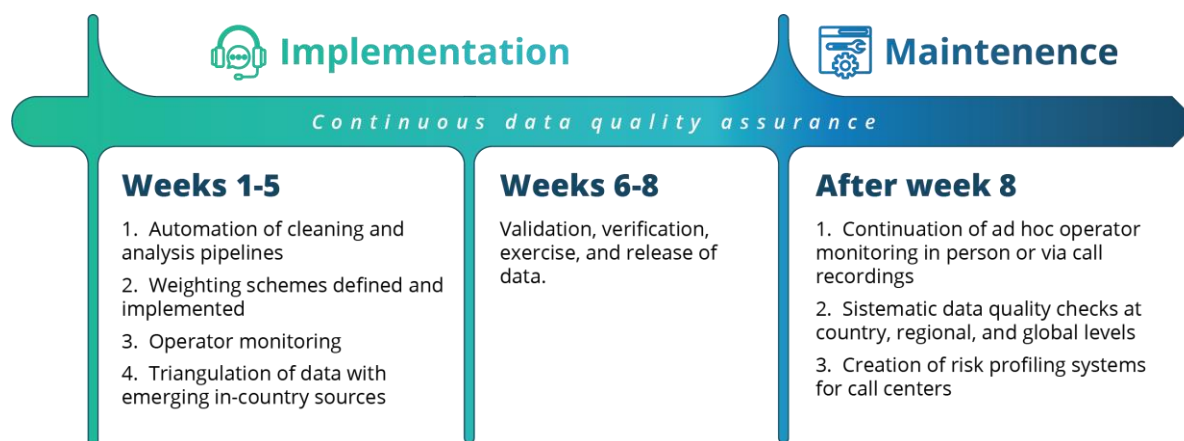 Implementation
Maintenence
Continuous data quality assurance
Weeks 1-5
1. Automation of cleaning and
analysis pipelines
2. Weighting schemes defined and
implemented
3. Operator monitoring
4. Triangulation of data with
emerging in-country sources
Weeks 6-8
Validation, verification,
exercise, and release of
data.
After week 8
1. Continuation of ad hoc operator
monitoring in person or via call
recordings
2. Sistematic data quality checks at
country, regional, and global levels
3. Creation of risk profiling systems
for call centers